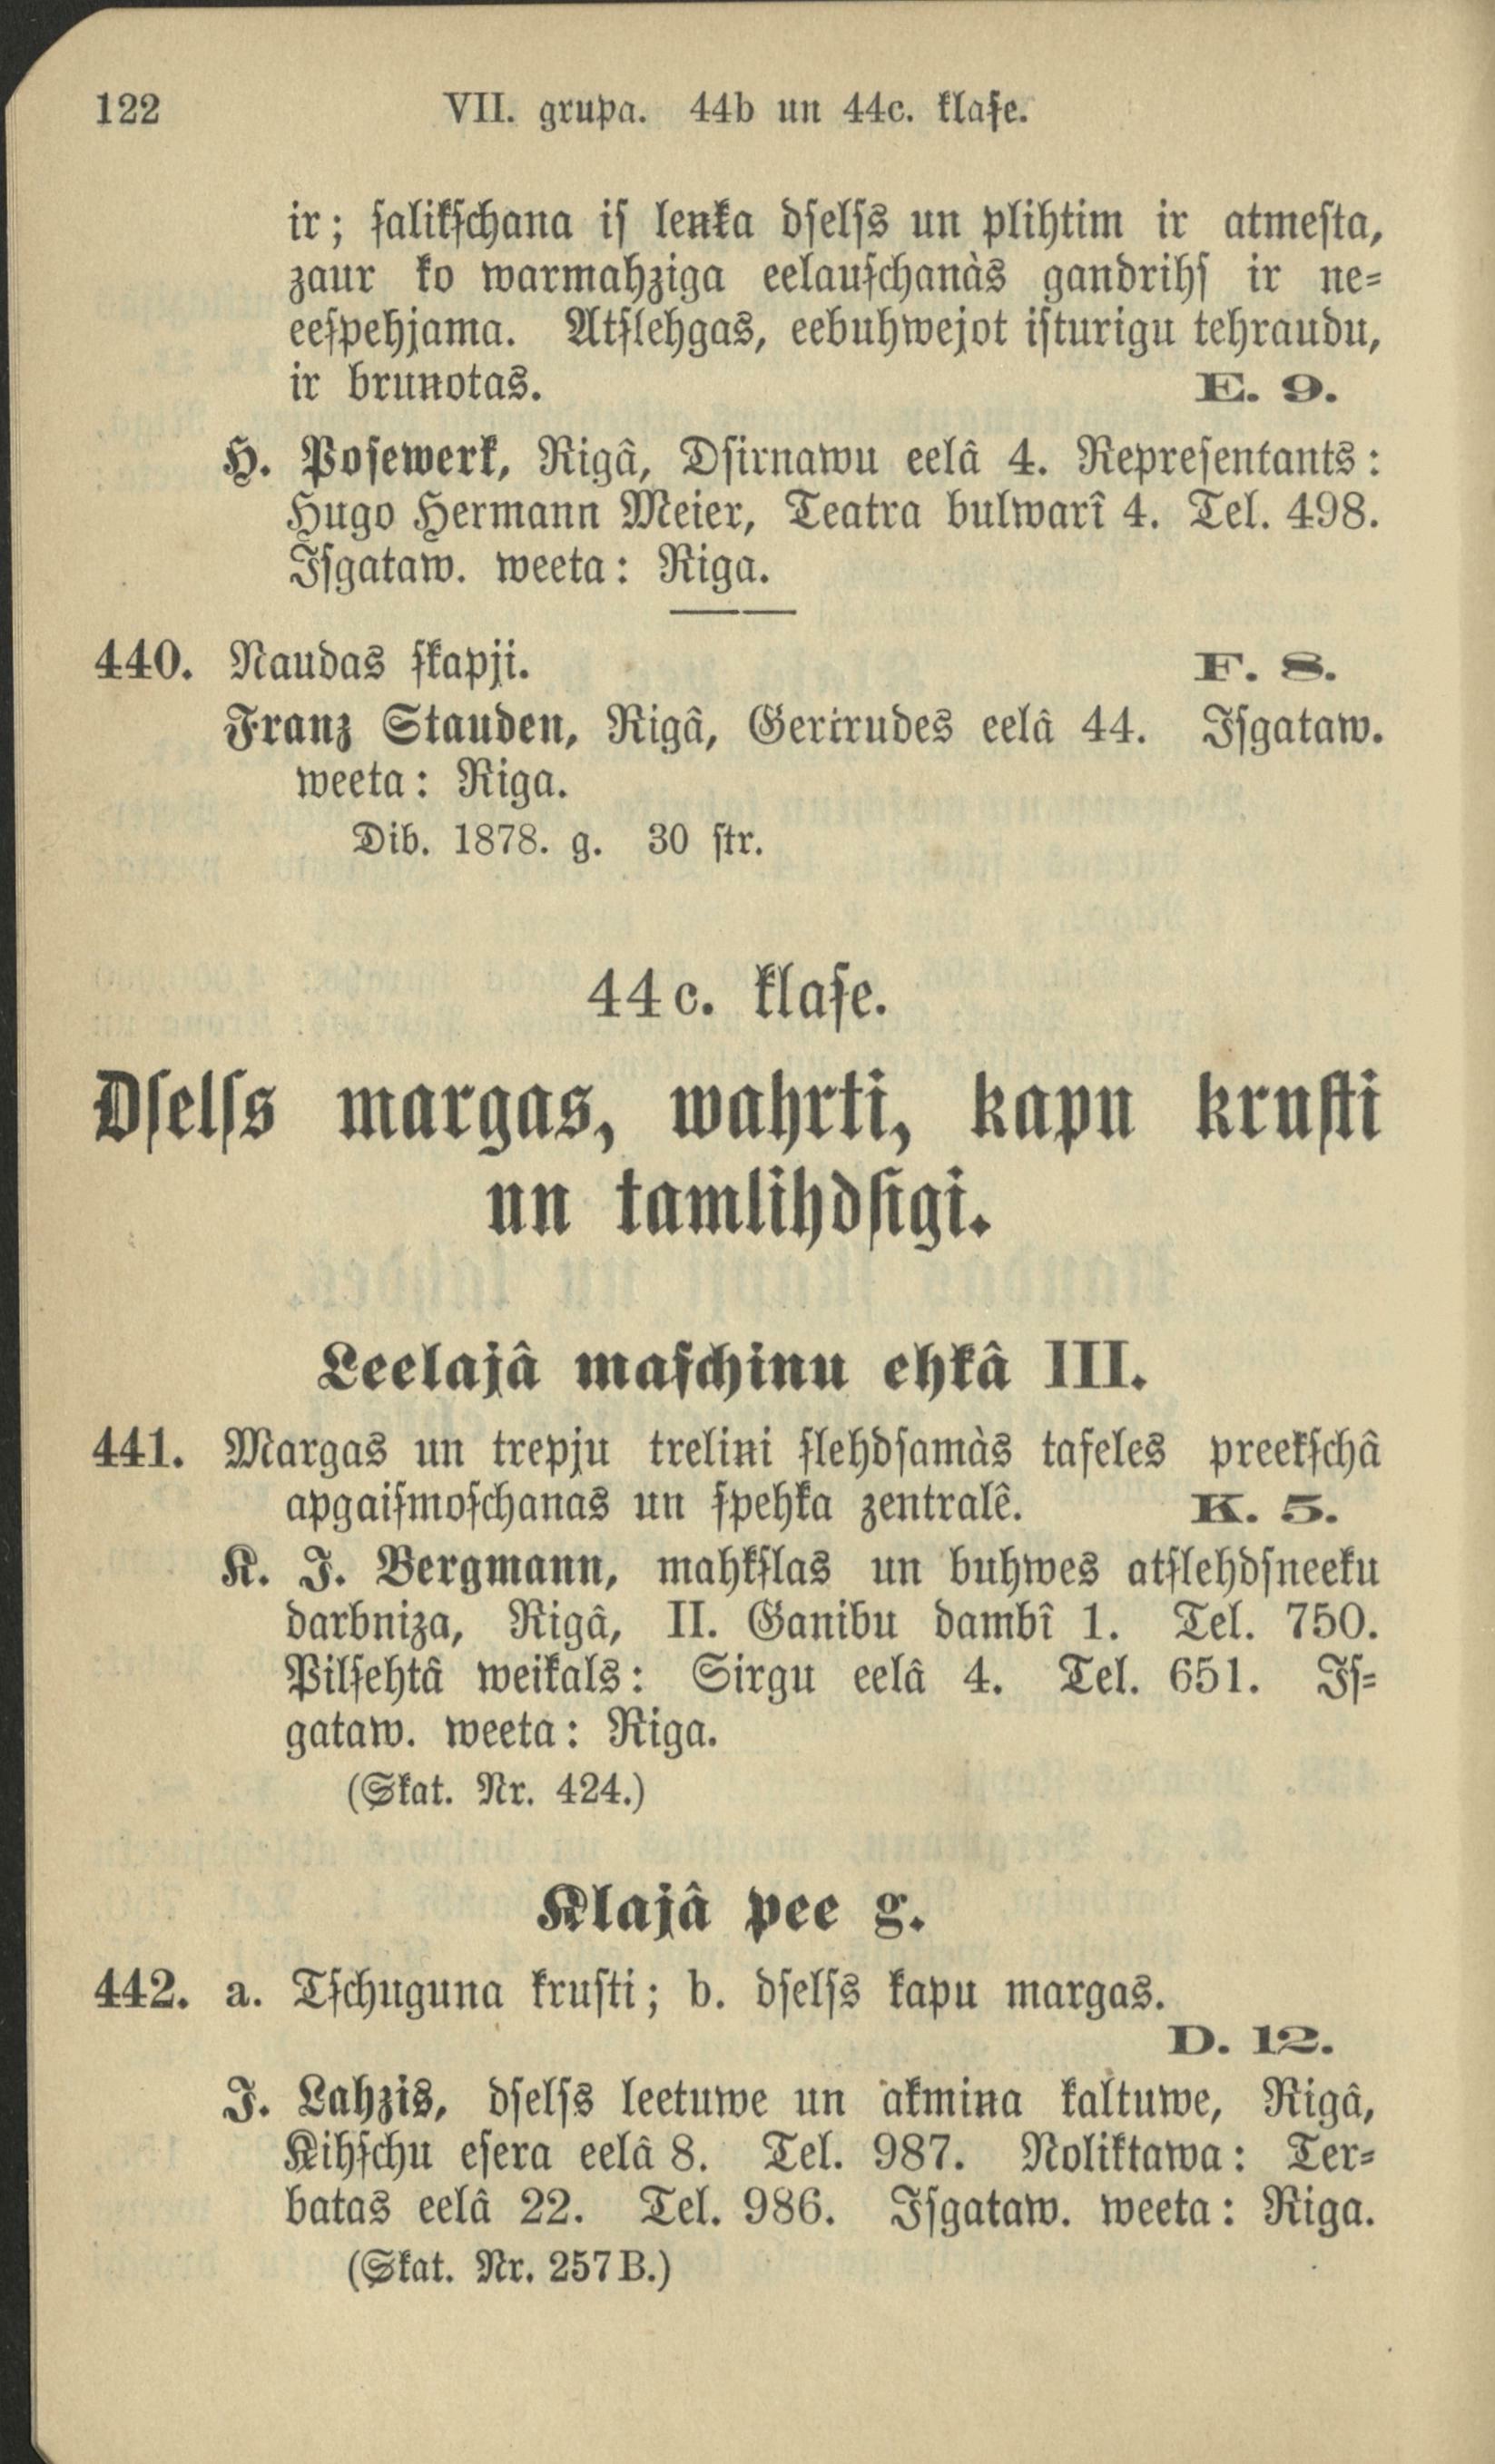 122 VII. grupa. 44b un 44c. klaſe.
ir; ſalikſchana iſ leņka dſelſs un plihtim ir atmeſta,
zaur ko warmahziga eelauſchanàs gandrihſ ir ne-
eeſpehjama. Atſlehgas, eebuhwejot iſturigu tehraudu,
ir bruņotas. E. 9.
H. Poſewerk, Rigâ, Dſirnawu eelâ 4. Repreſentants:
Hugo Hermann Meier, Teatra bulwarî 4. Tel. 498.
Iſgataw. weeta: Riga.
440. Naudas ſkapji. F. 8.
Franz Stauden, Rigâ, Gertrudes eelâ 44. Iſgataw.
weeta: Riga.
Dib. 1878. g. 30 ſtr.
44c. klaſe.
Dſelſs margas, wahrti, kapu kruſti
un tamlihdſigi.
Leelajâ maſchinu ehkâ III.
441. Margas un trepju treliņi ſlehdſamàs tafeles preekſchâ
apgaiſmoſchanas un ſpehka zentralê. K. 5.
K. J. Bergmann, mahkſlas un buhwes atſlehdſneeku
darbniza, Rigâ, II. Ganibu dambî 1. Tel. 750.
Pilſehtâ weikals: Sirgu eelâ 4. Tel. 651. Iſ-
gataw. weeta: Riga.
(Skat. Nr. 424.)
Klajâ pee g.
442. a. Tſchuguna kruſti; b. dſelſs kapu margas.
D. 12.
J. Lahzis, dſelſs leetuwe un akmiņa kaltuwe, Rigâ,
Kihſchu eſera eelâ 8. Tel. 987. Noliktawa: Ter-
batas eelâ 22. Tel. 986. Iſgataw. weeta: Riga.
(Skat. Nr. 257B.)